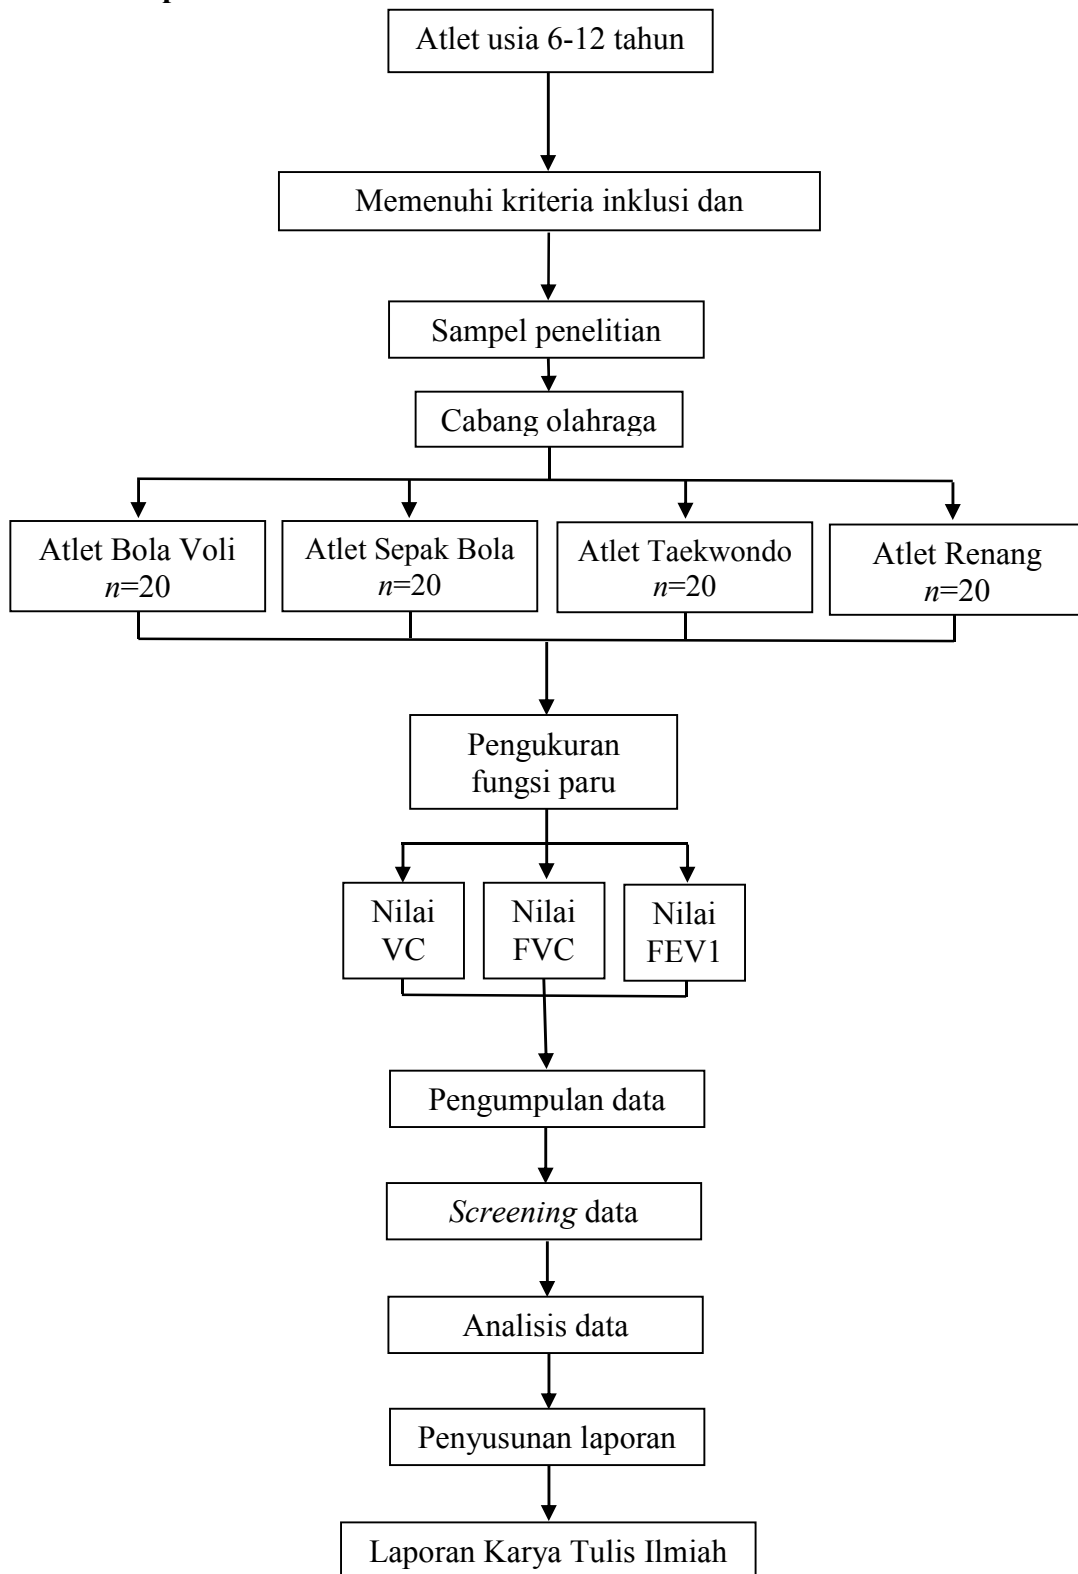 Atlet usia 6-12 tahun
Memenuhi kriteria inklusi dan
Sampel penelitian
Cabang olahraga
Atlet Bola Voli
n=20
Atlet Sepak Bola
n=20
Atlet Taekwondo
n=20
Atlet Renang
n=20
Pengukuran
fungsi paru
Nilai
VC
Nilai
FVC
Nilai
FEV1
Pengumpulan data
Screening data
Analisis data
Penyusunan laporan
Laporan Karya Tulis Ilmiah